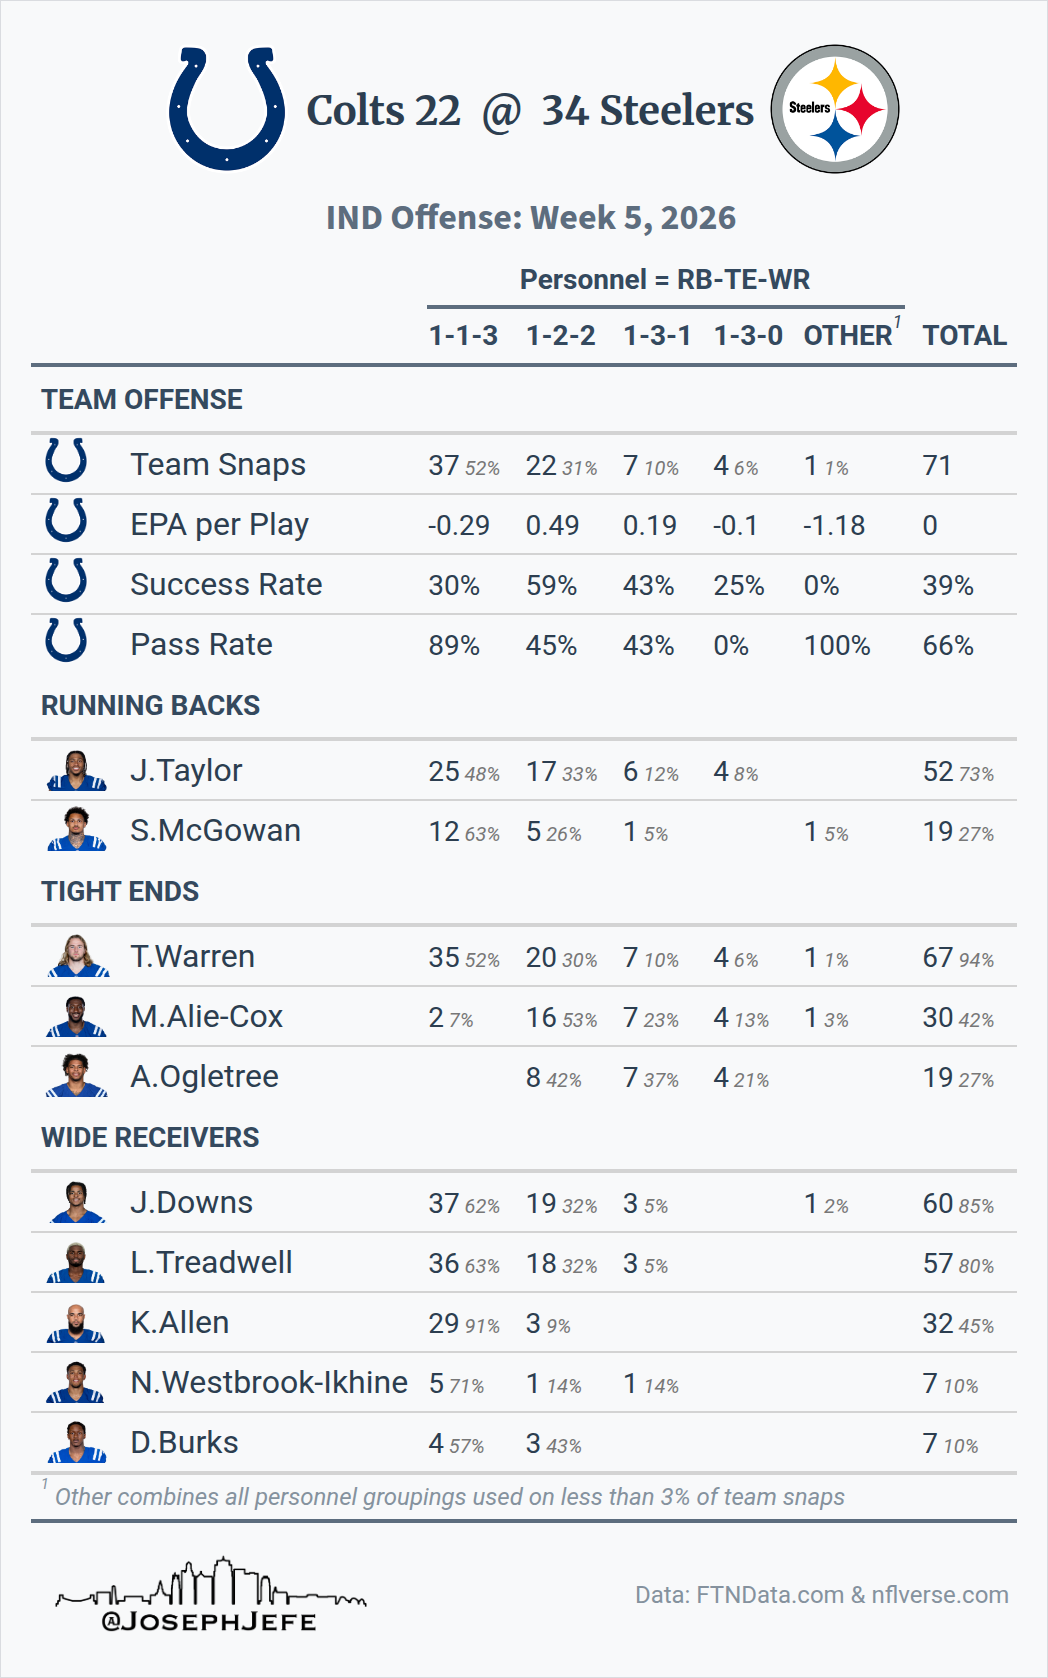 Colts 22 @ 34 Steelers
Steelers
IND Offense: Week 5, 2026
Personnel = RB-TE-WR
1-1-3 1-2-2 1-3-1 1-3-0 OTHER1 TOTAL
TEAM OFFENSE
Team Snaps 37 52% 22 31% 7 10% 4 6% 1 1% 71
EPA per Play -0.29 0.49 0.19 -0.1 -1.18 0
Success Rate 30% 59% 43% 25% 0% 39%
Pass Rate 89% 45% 43% 0% 100% 66%
RUNNING BACKS
J.Taylor 25 48% 17 33% 6 12% 4 8% 52 73%
S.McGowan 12 63% 5 26% 1 5% 1 5% 19 27%
TIGHT ENDS
T.Warren 35 52% 20 30% 7 10% 4 6% 1 1% 67 94%
M.Alie-Cox 2 7% 16 53% 7 23% 4 13% 1 3% 30 42%
A.Ogletree 8 42% 7 37% 4 21% 19 27%
WIDE RECEIVERS
J.Downs 37 62% 19 32% 3 5% 1 2% 60 85%
L.Treadwell 36 63% 18 32% 3 5% 57 80%
K.Allen 29 91% 3 9% 32 45%
N.Westbrook-Ikhine 5 71% 1 14% 1 14% 7 10%
D.Burks 4 57% 3 43% 7 10%
1 Other combines all personnel groupings used on less than 3% of team snaps
@JOSEPHJEFE
Data: FTNData.com & nflverse.com